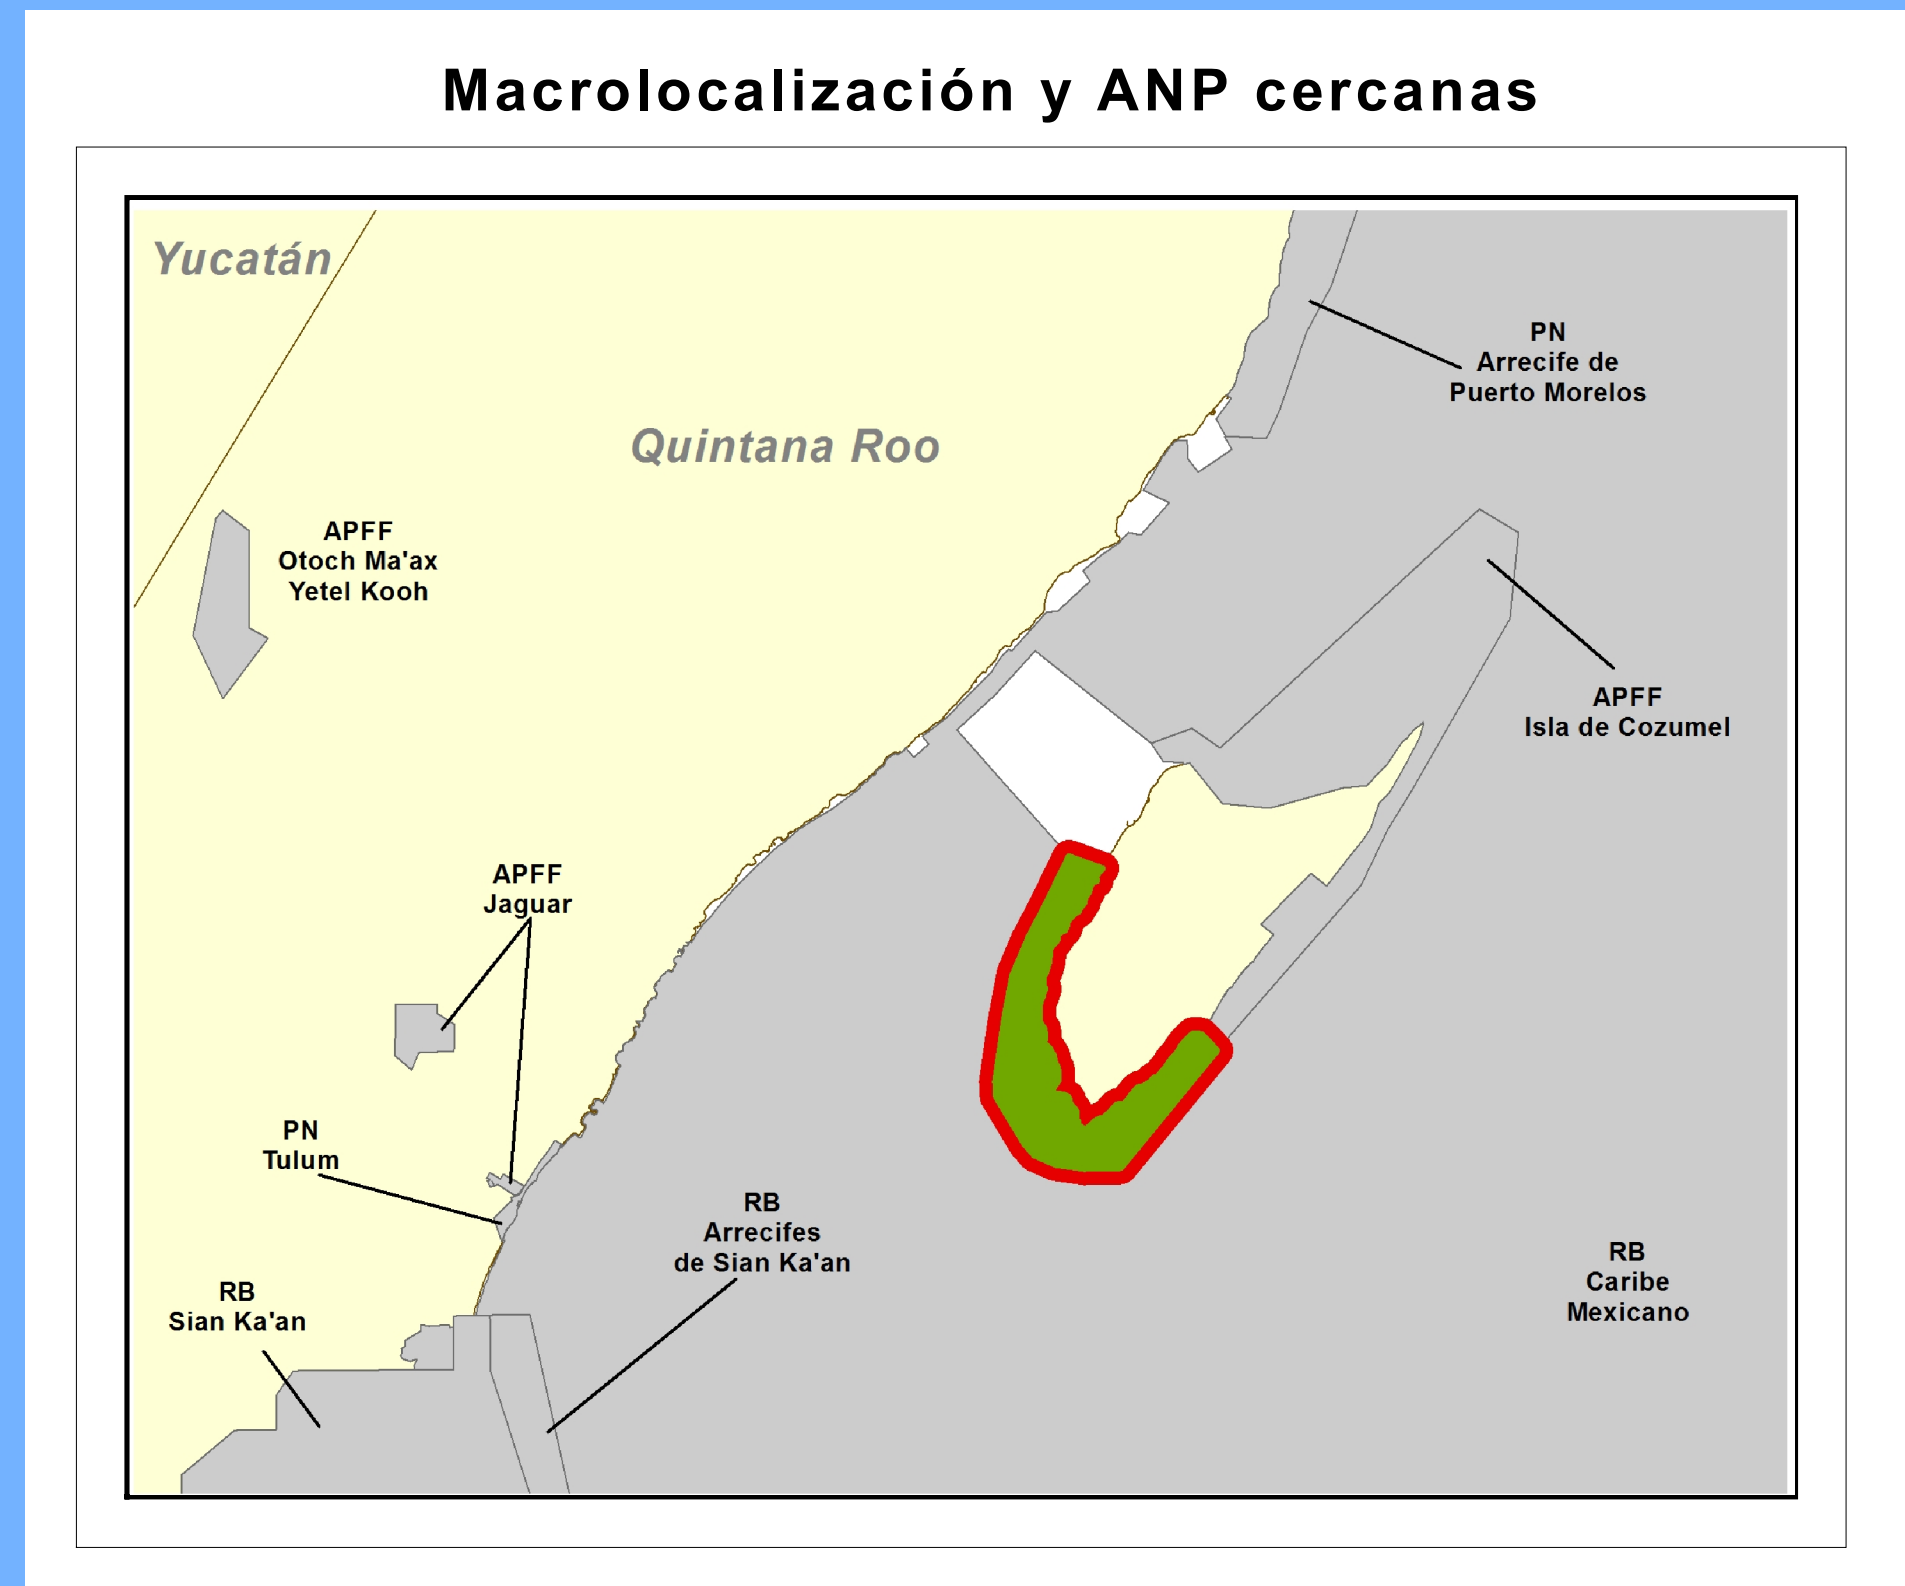 Macrolocalización y ANP cercanas
Yucatán
PN
Arrecife de
Puerto Morelos
Quintana Roo
APFF
Otoch Ma'ax
Yetel Kooh
APFF
Isla de Cozumel
APFF
Jaguar
PN
Tulum
RB
Arrecifes
de Sian Ka'an
RB
Caribe
Mexicano
RB
Sian Ka'an